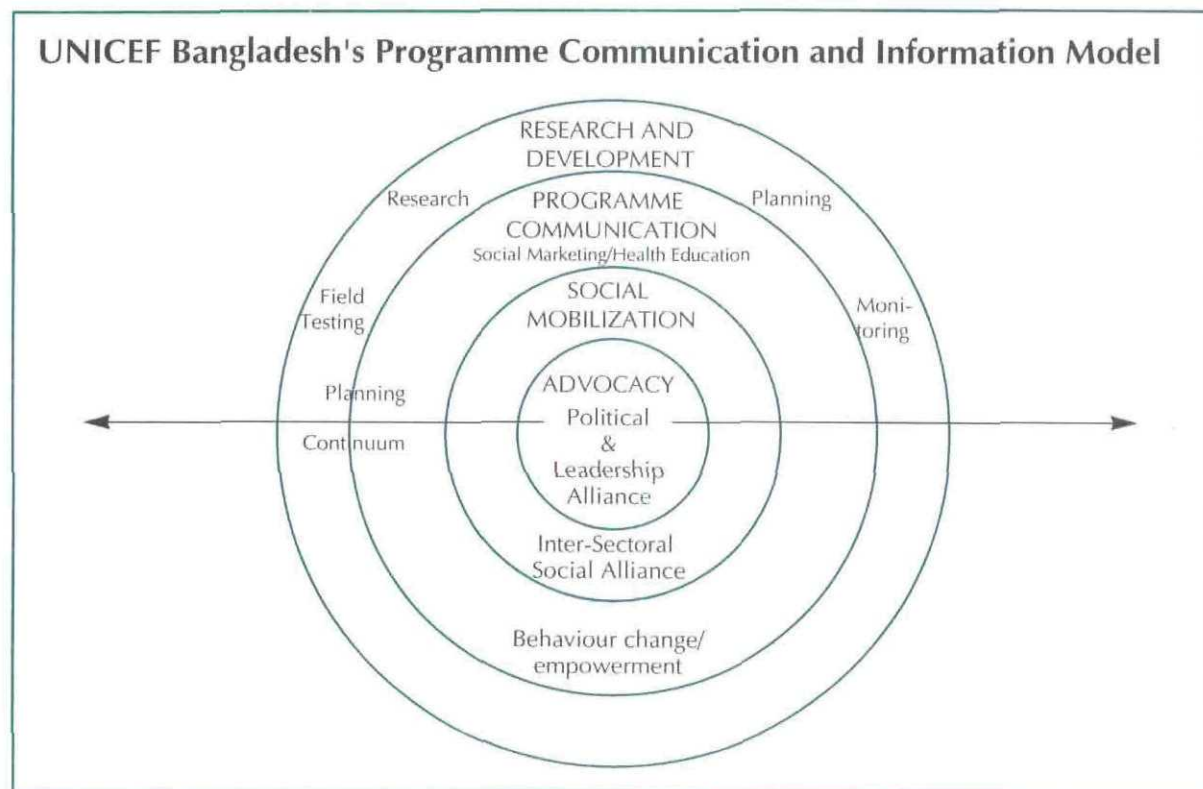 UNICEF Bangladesh's Programme Communication and Information Model
RESEARCH AND
DEVELOPMENT
Research
Planning
PROGRAMME
COMMUNICATION
Social Marketing/Health Education
Field
Testing
SOCIAL
MOBILIZATION
Moni-
toring
Planning
Continuum
ADVOCACY
Political
&
Leadership
Alliance
Inter-Sectoral
Social Alliance
Behaviour change/
empowerment